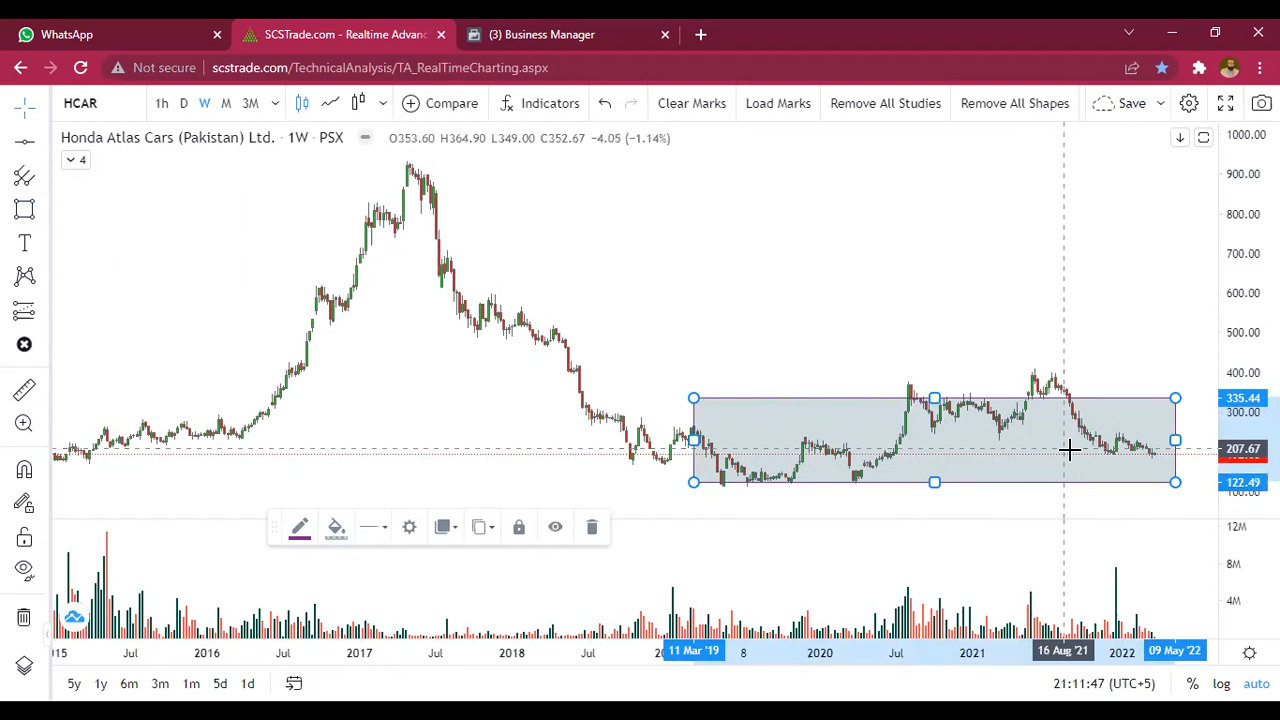 WhatsApp
SCSTrade.com - Realtime Advanc
(3) Business Manager
Not secure
scstrade.com/TechnicalAnalysis/TA_RealTimeCharting.aspx
HCAR
1h D W M 3M
Compare
Indicators
Clear Marks
Load Marks
Remove All Studies
Remove All Shapes
Save
Honda Atlas Cars (Pakistan) Ltd. · 1W · PSX
O353.60 H364.90 L349.00 C352.67 −4.05 (−1.14%)
4
1000.00
900.00
800.00
700.00
600.00
500.00
400.00
335.44
300.00
207.67
122.49
12M
8M
4M
Jul 2016 Jul 2017 Jul 2018 Jul 11 Mar '19 8 2020 Jul 2021 16 Aug '21 2022 09 May '22
5y 1y 6m 3m 1m 5d 1d
21:11:47 (UTC+5)
% log auto